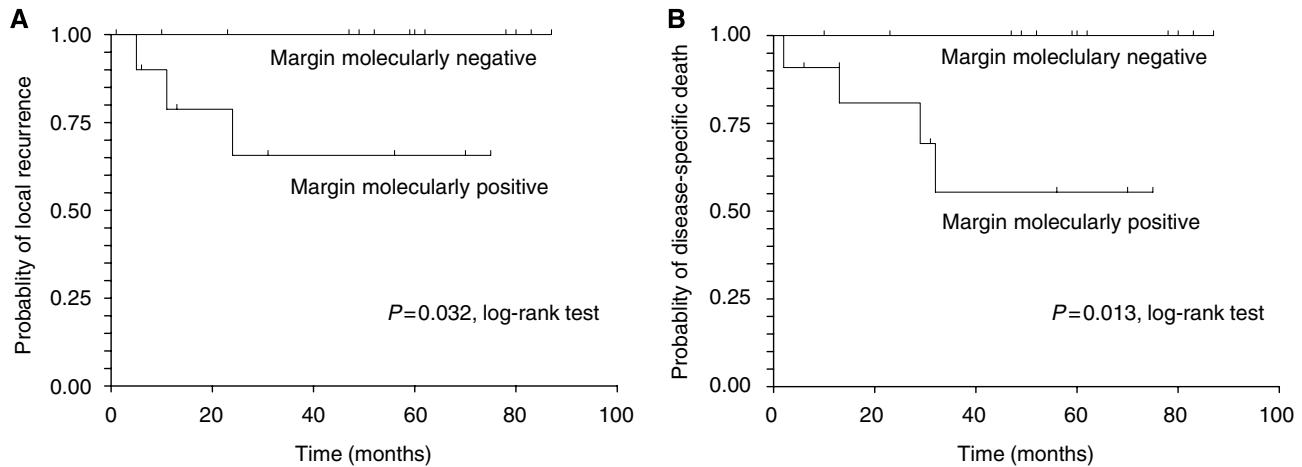 A
Probablity of local recurrence
1.00
0.75
0.50
0.25
0.00
Margin molecularly negative
Margin molecularly positive
P=0.032, log-rank test
0 20 40 60 80 100
Time (months)
B
Probablity of disease-specific death
1.00
0.75
0.50
0.25
0.00
Margin moleclulary negative
Margin molecularly positive
P=0.013, log-rank test
0 20 40 60 80 100
Time (months)